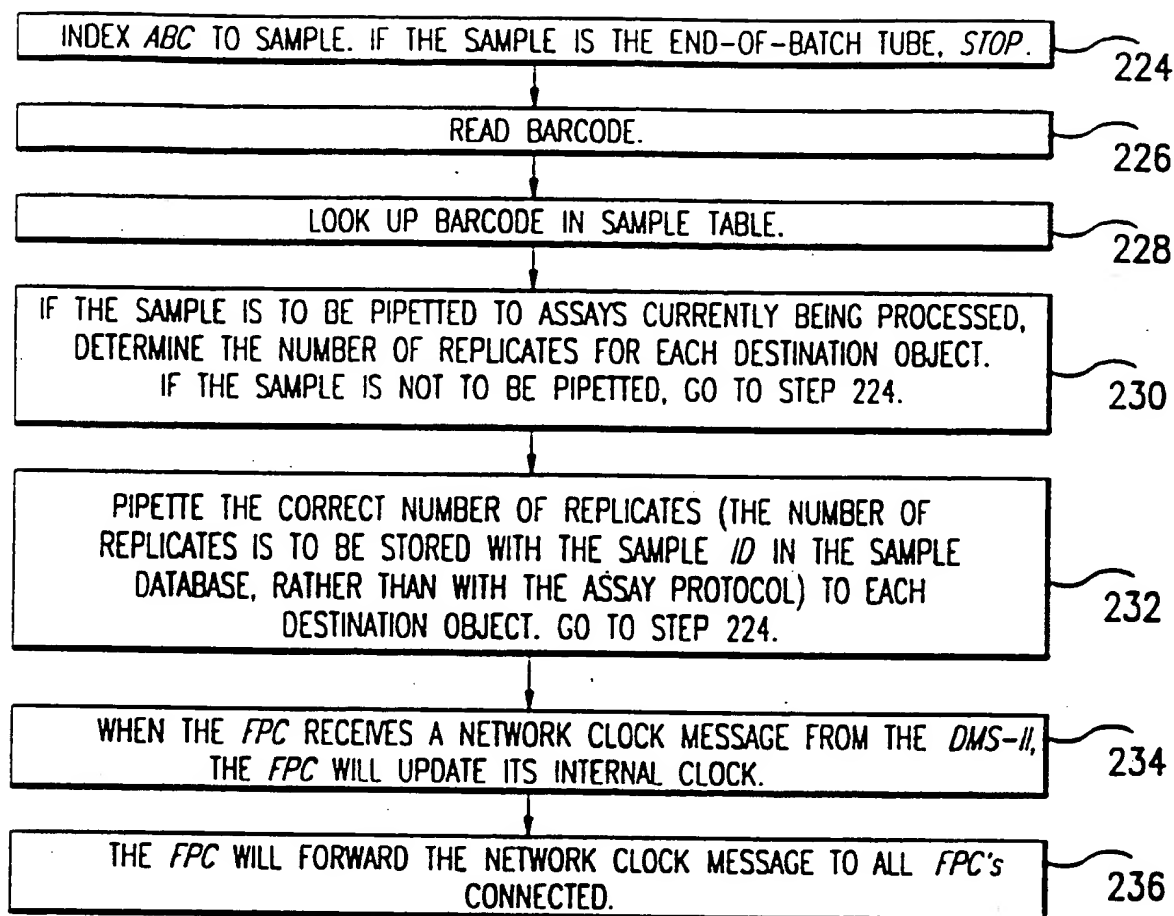 INDEX ABC TO SAMPLE. IF THE SAMPLE IS THE END-OF-BATCH TUBE, STOP.
224
READ BARCODE.
226
LOOK UP BARCODE IN SAMPLE TABLE.
228
IF THE SAMPLE IS TO BE PIPETTED TO ASSAYS CURRENTLY BEING PROCESSED,
DETERMINE THE NUMBER OF REPLICATES FOR EACH DESTINATION OBJECT.
IF THE SAMPLE IS NOT TO BE PIPETTED, GO TO STEP 224.
230
PIPETTE THE CORRECT NUMBER OF REPLICATES (THE NUMBER OF
REPLICATES IS TO BE STORED WITH THE SAMPLE ID IN THE SAMPLE
DATABASE, RATHER THAN WITH THE ASSAY PROTOCOL) TO EACH
DESTINATION OBJECT. GO TO STEP 224.
232
WHEN THE FPC RECEIVES A NETWORK CLOCK MESSAGE FROM THE DMS-II,
THE FPC WILL UPDATE ITS INTERNAL CLOCK.
234
THE FPC WILL FORWARD THE NETWORK CLOCK MESSAGE TO ALL FPC's
CONNECTED.
236